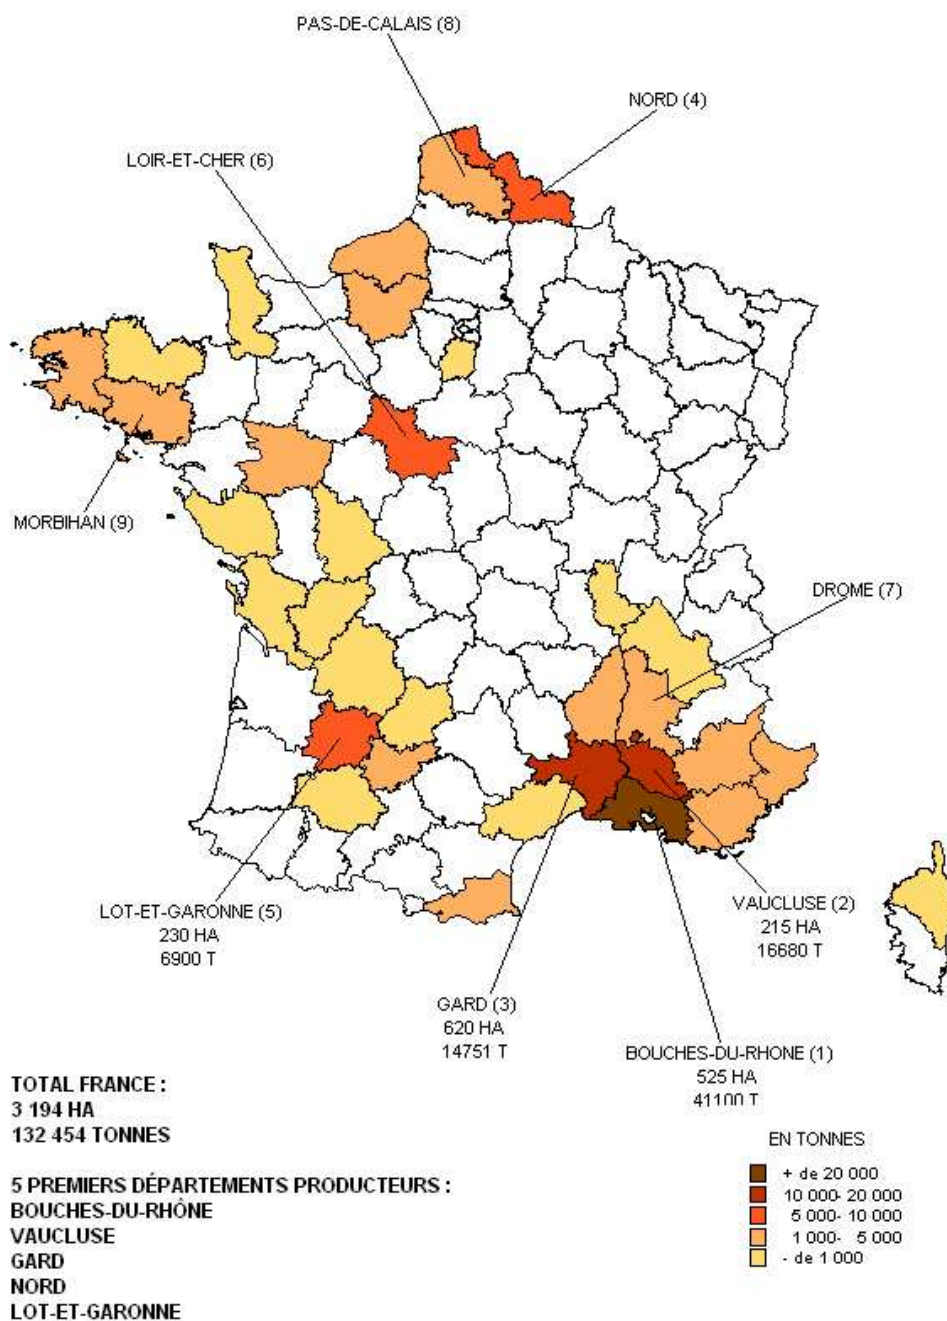 PAS-DE-CALAIS (8)
NORD (4)
LOIR-ET-CHER (6)
MORBIHAN (9)
DROME (7)
LOT-ET-GARONNE (5)
230 HA
6900 T
VAUCLUSE (2)
215 HA
16680 T
GARD (3)
620 HA
14751 T
BOUCHES-DU-RHONE (1)
525 HA
41100 T
TOTAL FRANCE :
3 194 HA
132 454 TONNES
5 PREMIERS DÉPARTEMENTS PRODUCTEURS :
BOUCHES-DU-RHÔNE
VAUCLUSE
GARD
NORD
LOT-ET-GARONNE
EN TONNES
+ de 20 000
10 000- 20 000
5 000- 10 000
1 000- 5 000
- de 1 000